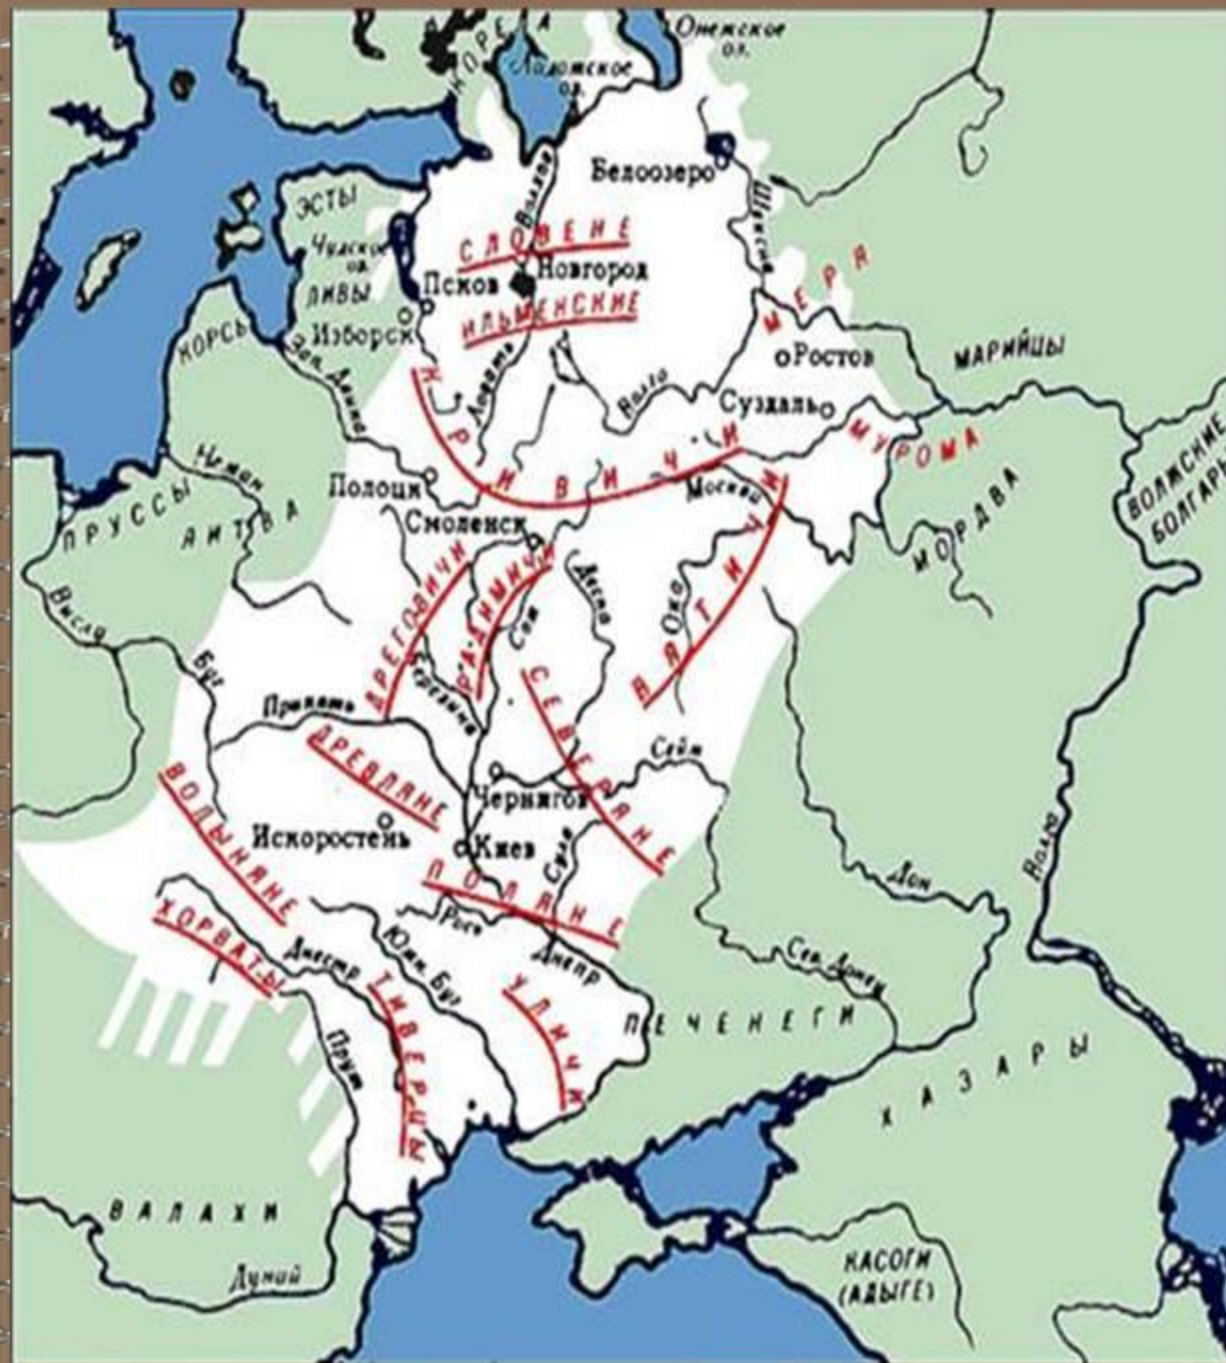 КОРЕЛА
Онежское
оз.
Ладожское
оз.
Белоозеро
Волхов
Шексна
ЭСТЫ
Чудское
оз.
СЛОВЕНЕ
Новгород
ИЛЬМЕНСКИЕ
МЕРЯ
Псков
ЛИВЫ
Изборск
КОРСЬ
Зап. Двина
Ловать
Волга
Ростов
МАРИЙЦЫ
Суздаль
МУРОМА
КРИВИЧИ
ВОЛЖСКИЕ
БОЛГАРЫ
МОРДВА
Неман
ПРУССЫ
ЛИТВА
Полоцк
Москва
Смоленск
ДРЕГОВИЧИ
РАДИМИЧИ
Сож
Десна
Ока
ВЯТИЧИ
Висла
Буг
Березина
Припять
СЕВЕРЯНЕ
Сейм
ДРЕВЛЯНЕ
ВОЛЫНЯНЕ
Чернигов
Искоростень
Киев
Сула
Волга
ПОЛЯНЕ
Дон
Рось
ХОРВАТЫ
Днестр
Южн. Буг
Днепр
Сев. Донец
ТИВЕРЦЫ
УЛИЧИ
ПЕЧЕНЕГИ
Прут
ХАЗАРЫ
ВАЛАХИ
Дунай
КАСОГИ
(АДЫГЕ)